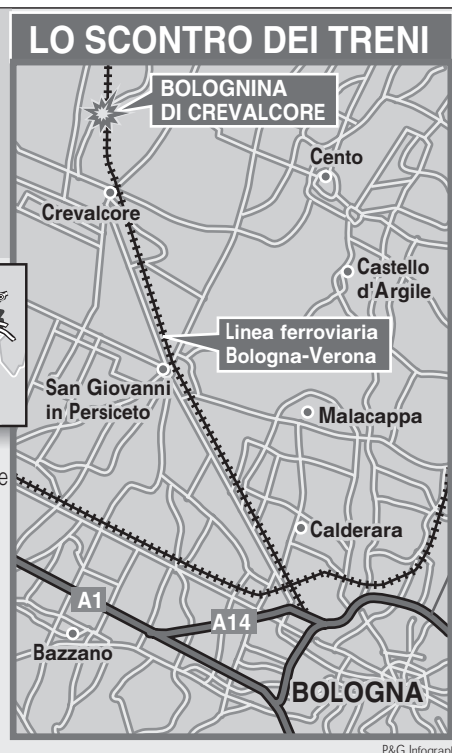 LO SCONTRO DEI TRENI
BOLOGNINA
DI CREVALCORE
Cento
Crevalcore
Castello
d'Argile
Linea ferroviaria
Bologna-Verona
San Giovanni
in Persiceto
Malacappa
Calderara
A1
A14
Bazzano
BOLOGNA